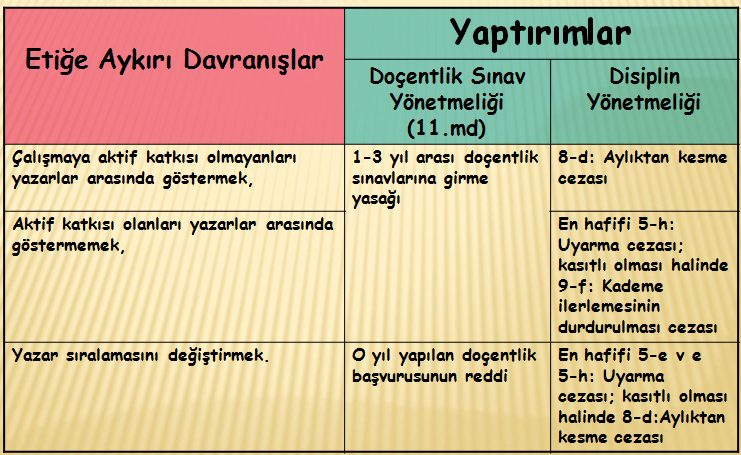 Etiğe Aykırı Davranışlar
Yaptırımlar
Doçentlik Sınav
Yönetmeliği
(11.md)
Disiplin
Yönetmeliği
Çalışmaya aktif katkısı olmayanları
yazarlar arasında göstermek,
1-3 yıl arası doçentlik
sınavlarına girme
yasağı
8-d: Aylıktan kesme
cezası
Aktif katkısı olanları yazarlar arasında
göstermemek,
En hafifi 5-h:
Uyarma cezası;
kasıtlı olması halinde
9-f: Kademe
ilerlemesinin
durdurulması cezası
Yazar sıralamasını değiştirmek.
O yıl yapılan doçentlik
başvurusunun reddi
En hafifi 5-e v e
5-h: Uyarma
cezası; kasıtlı olması
halinde 8-d:Aylıktan
kesme cezası